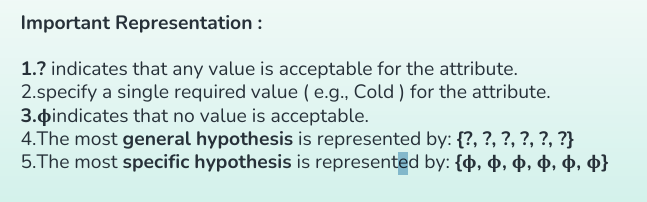 Important Representation :
1.? indicates that any value is acceptable for the attribute.
2.specify a single required value ( e.g., Cold ) for the attribute.
3.ɸindicates that no value is acceptable.
4.The most general hypothesis is represented by: {?, ?, ?, ?, ?, ?}
5.The most specific hypothesis is represented by: {ɸ, ɸ, ɸ, ɸ, ɸ, ɸ}